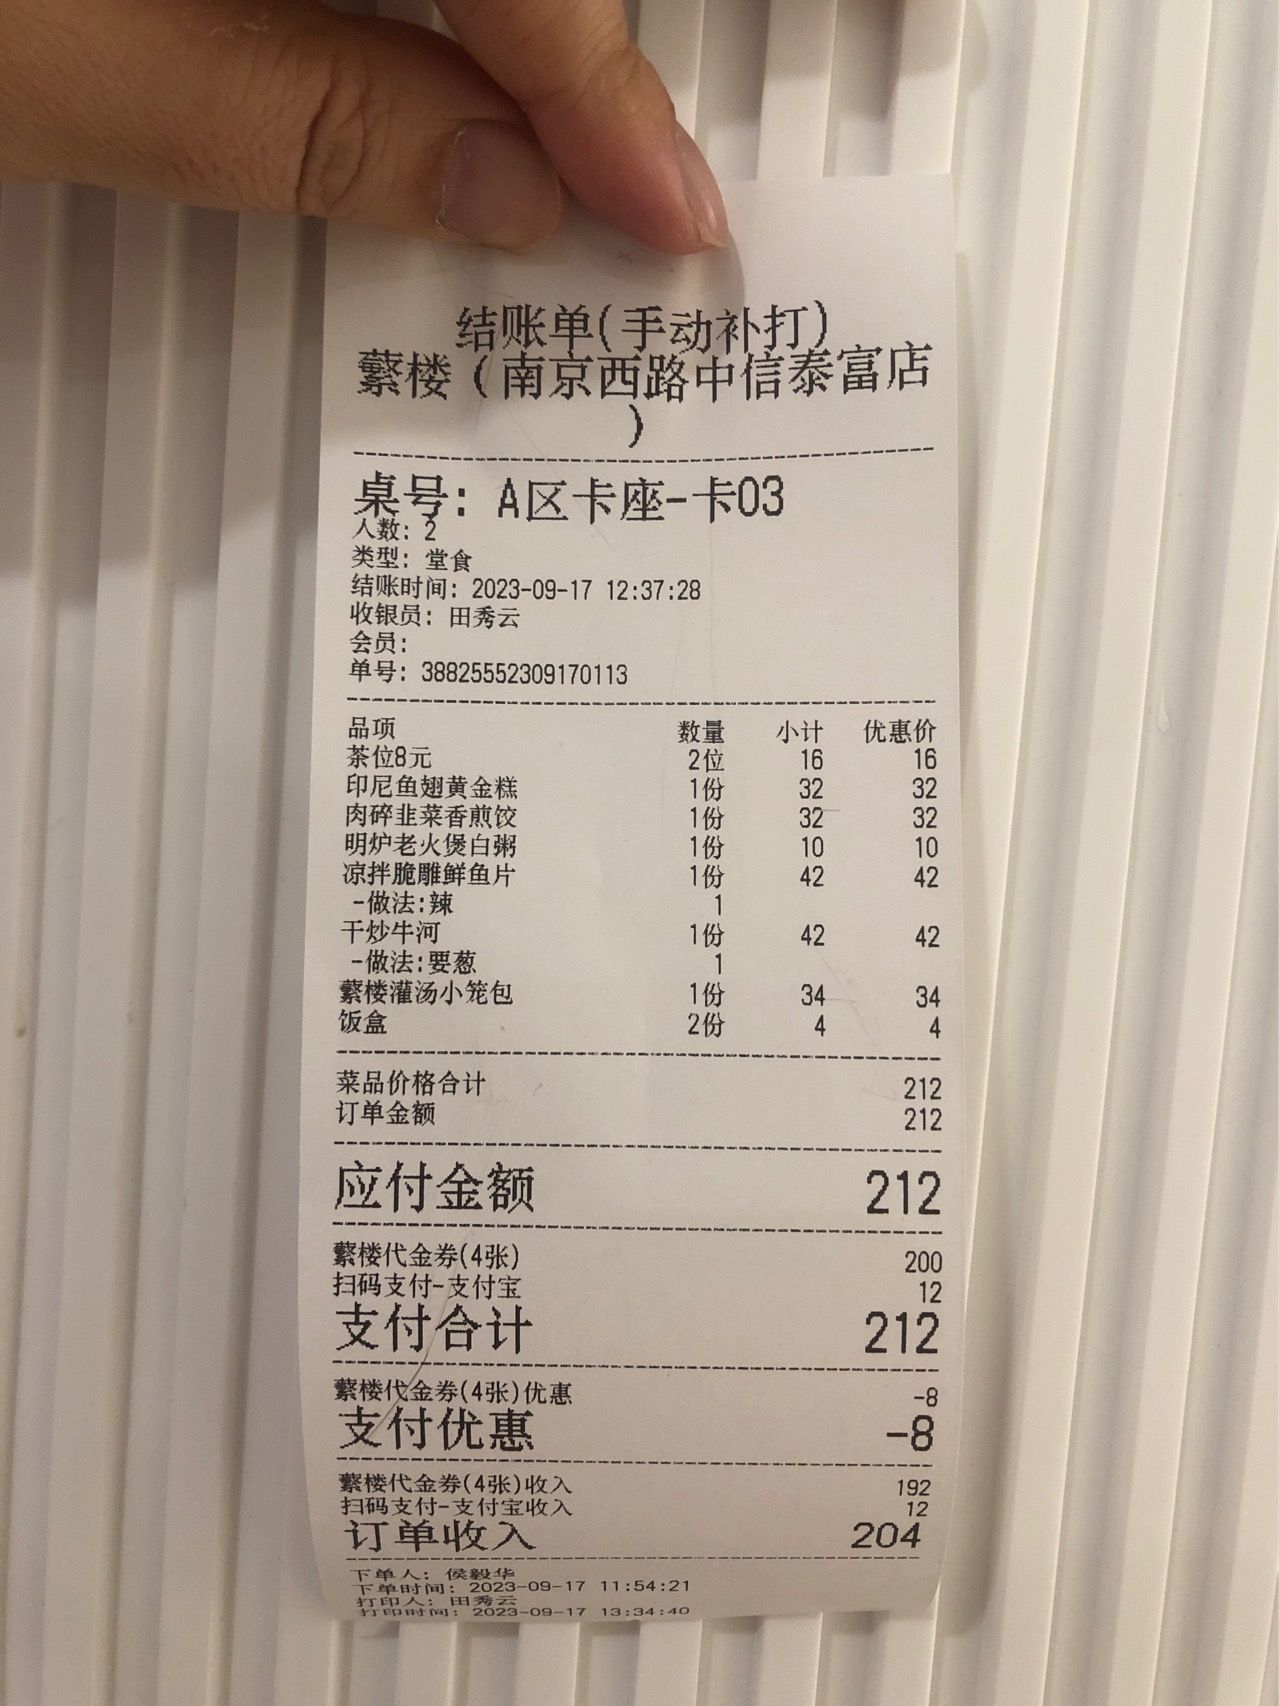 结账单(手动补打)
蘩楼（南京西路中信泰富店
）
桌号: A区卡座-卡03
人数: 2
类型: 堂食
结账时间: 2023-09-17 12:37:28
收银员: 田秀云
会员:
单号: 38825552309170113
品项 数量 小计 优惠价
茶位8元 2位 16 16
印尼鱼翅黄金糕 1份 32 32
肉碎韭菜香煎饺 1份 32 32
明炉老火煲白粥 1份 10 10
凉拌脆雕鲜鱼片 1份 42 42
-做法:辣 1
干炒牛河 1份 42 42
-做法:要葱 1
蘩楼灌汤小笼包 1份 34 34
饭盒 2份 4 4
菜品价格合计 212
订单金额 212
应付金额 212
蘩楼代金券(4张) 200
扫码支付-支付宝 12
支付合计 212
蘩楼代金券(4张)优惠 -8
支付优惠 -8
蘩楼代金券(4张)收入 192
扫码支付-支付宝收入 12
订单收入 204
下单人: 侯毅华
下单时间: 2023-09-17 11:54:21
打印人: 田秀云
打印时间: 2023-09-17 13:34:40